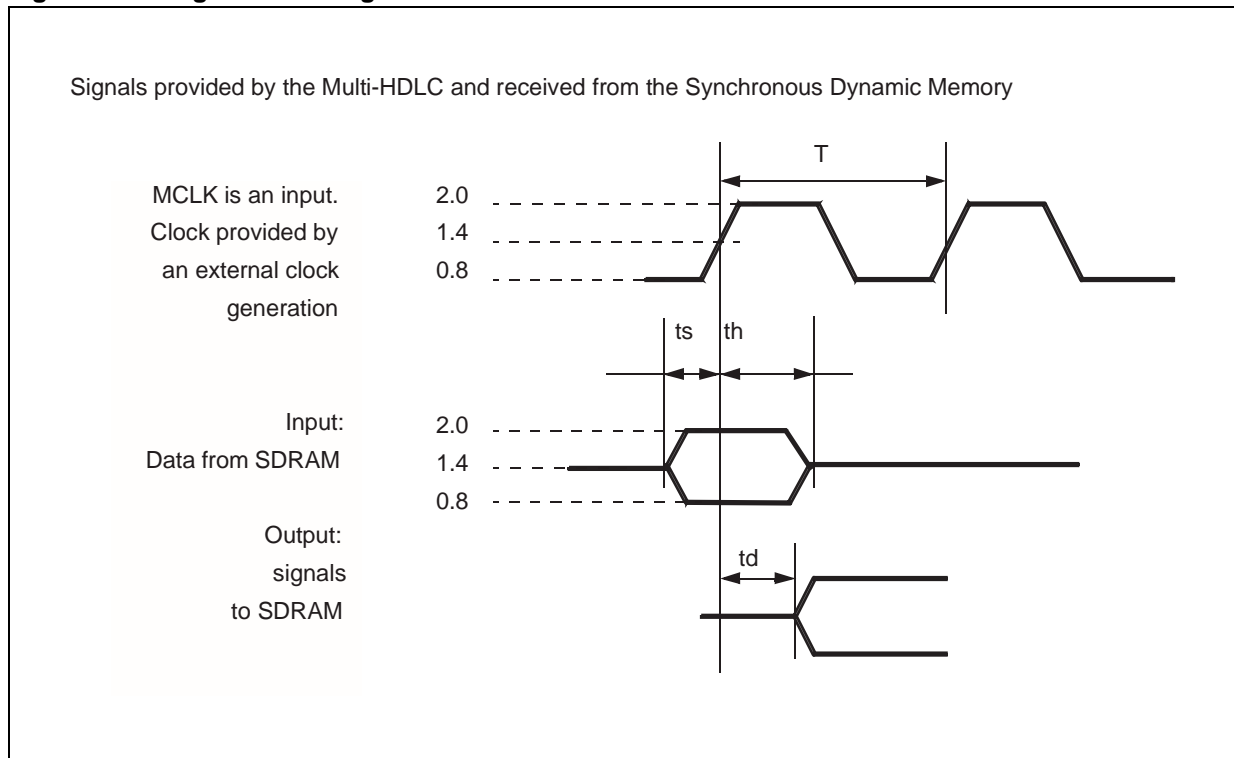 Signals provided by the Multi-HDLC and received from the Synchronous Dynamic Memory
T
MCLK is an input.
Clock provided by
an external clock
generation
2.0
1.4
0.8
ts
th
Input:
Data from SDRAM
2.0
1.4
0.8
Output:
signals
to SDRAM
td